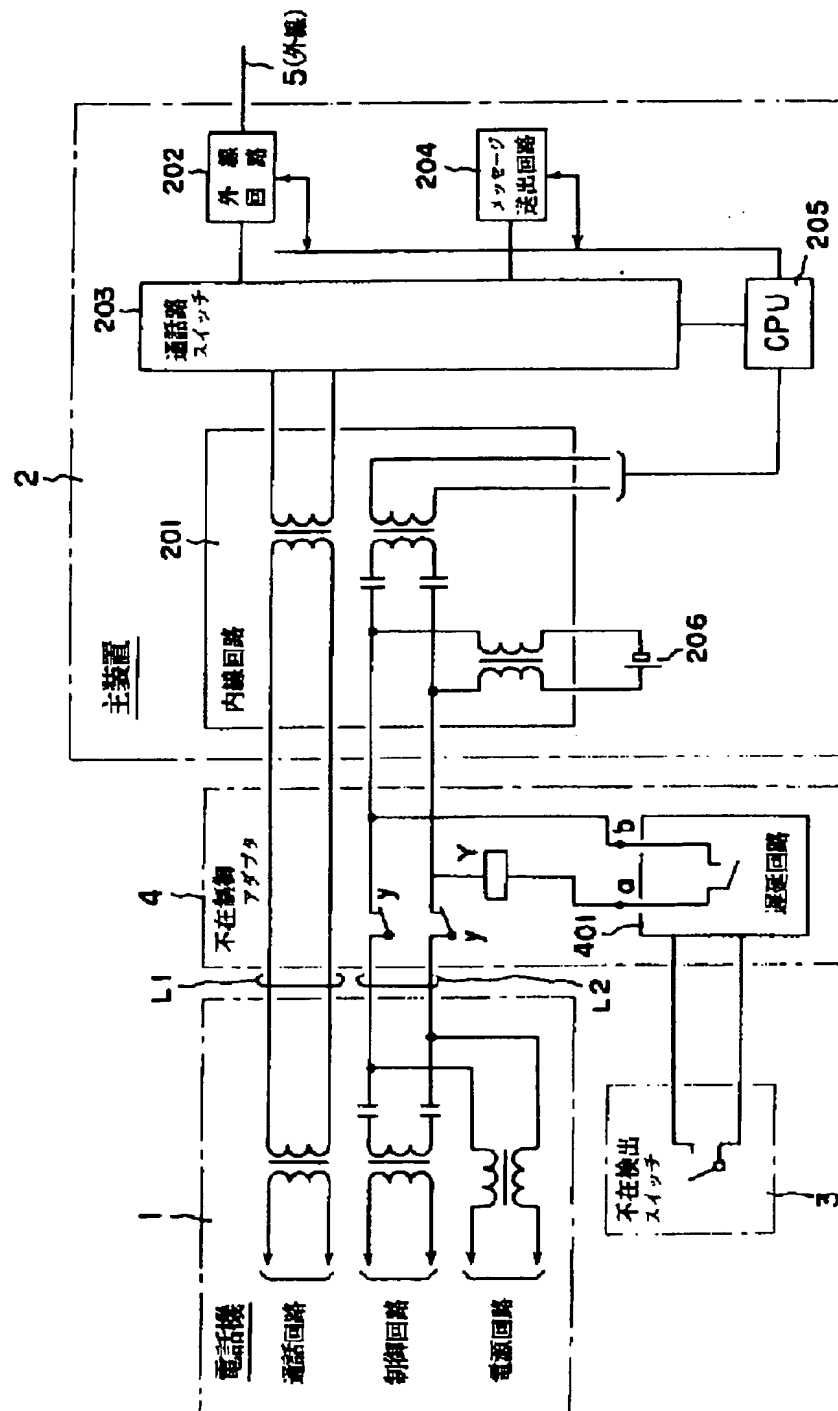 1
電話機
通話回路
制御回路
電源回路
L1
L2
3
不在検出
スイッチ
4
不在制御
アダプタ
y
y
Y
a
b
401
遅延回路
2
主装置
201
内線回路
206
203
通話路
スイッチ
202
外線
回路
5(外線)
204
メッセージ
送出回路
205
CPU